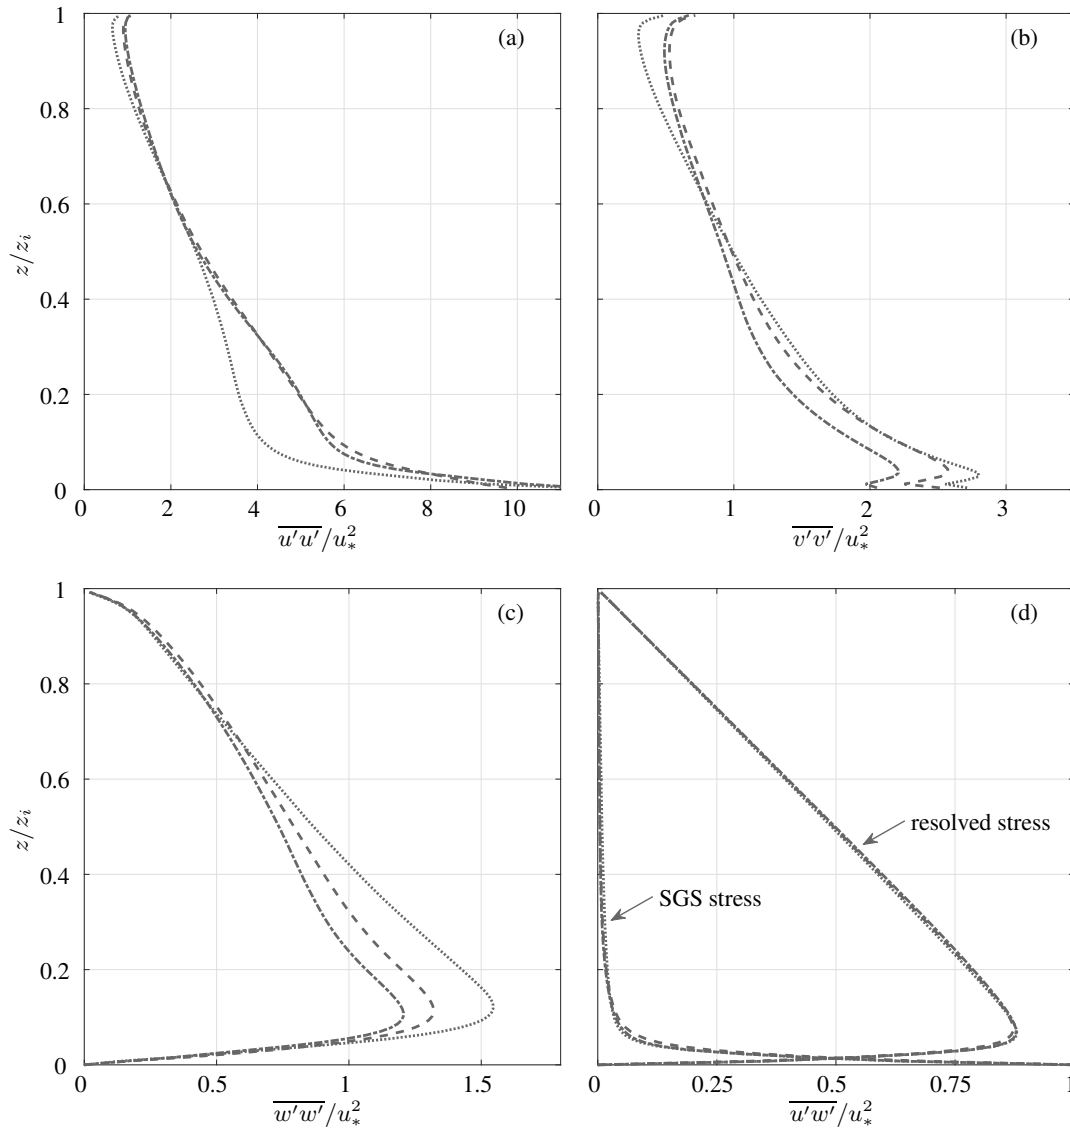 1
0.8
0.6
0.4
0.2
0
z/z_i
(a)
0 2 4 6 8 10
\overline{u'u'}/u_*^2
(b)
0 1 2 3
\overline{v'v'}/u_*^2
1
0.8
0.6
0.4
0.2
0
z/z_i
(c)
0 0.5 1 1.5
\overline{w'w'}/u_*^2
(d)
resolved stress
SGS stress
0 0.25 0.5 0.75 1
\overline{u'w'}/u_*^2